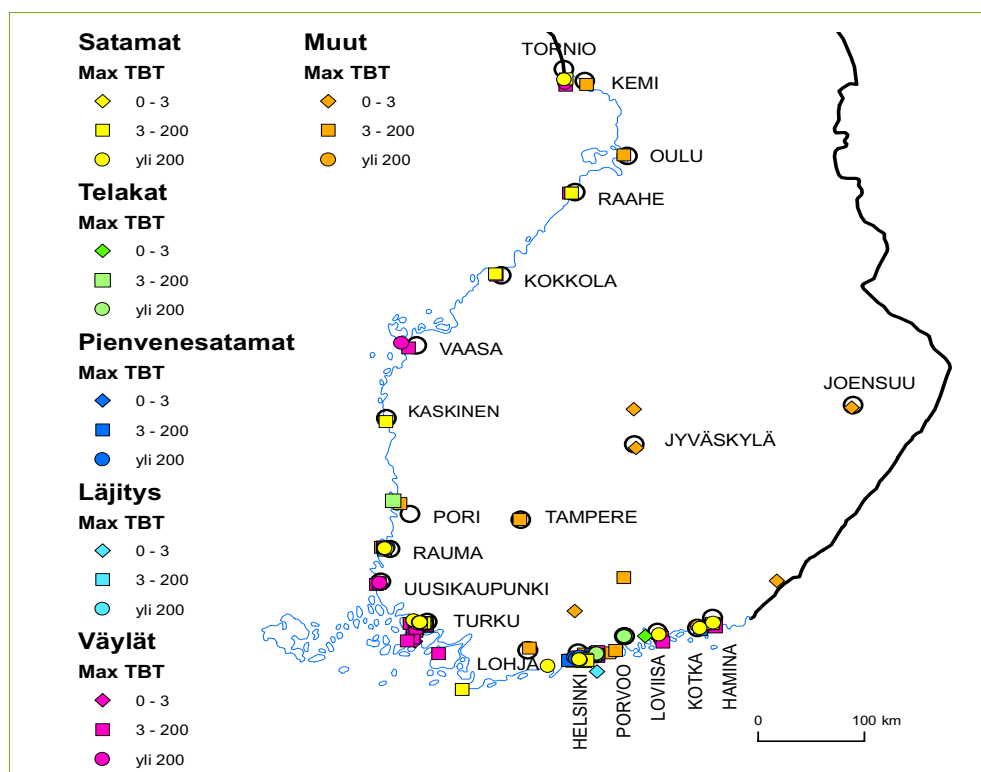 Satamat
Max TBT
0 - 3
3 - 200
yli 200
Telakat
Max TBT
0 - 3
3 - 200
yli 200
Pienvenesatamat
Max TBT
0 - 3
3 - 200
yli 200
Läjitys
Max TBT
0 - 3
3 - 200
yli 200
Väylät
Max TBT
0 - 3
3 - 200
yli 200
Muut
Max TBT
0 - 3
3 - 200
yli 200
TORNIO
KEMI
OULU
RAAHE
KOKKOLA
VAASA
KASKINEN
JOENSUU
JYVÄSKYLÄ
PORI
TAMPERE
RAUMA
UUSIKAUPUNKI
TURKU
LOHJA
HELSINKI
PORVOO
LOVIISA
KOTKA
HAMINA
0 100 km